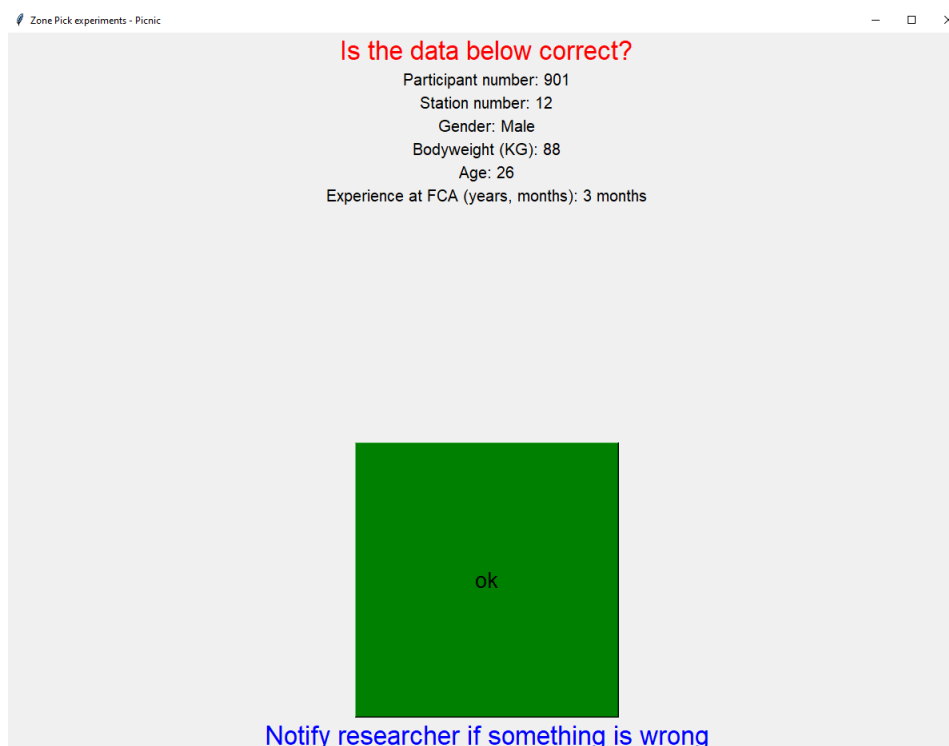 Zone Pick experiments - Picnic
Is the data below correct?
Participant number: 901
Station number: 12
Gender: Male
Bodyweight (KG): 88
Age: 26
Experience at FCA (years, months): 3 months
ok
Notify researcher if something is wrong